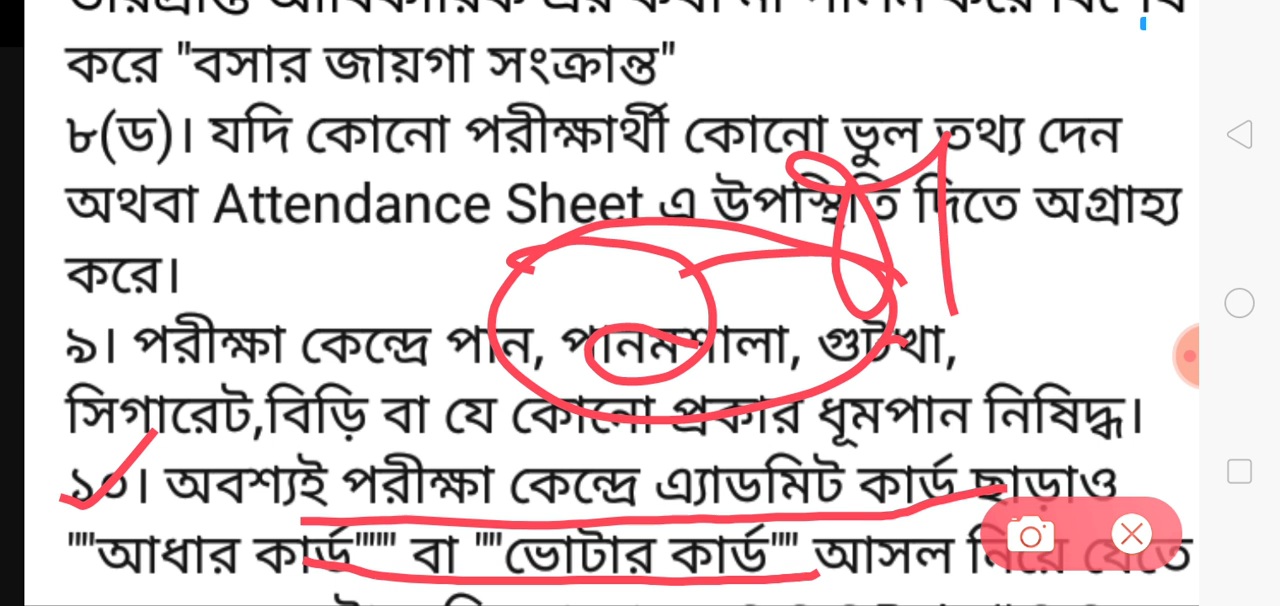 করে "বসার জায়গা সংক্রান্ত"
৮(ড)। যদি কোনো পরীক্ষার্থী কোনো ভুল তথ্য দেন
অথবা Attendance Sheet এ উপস্থিতি দিতে অগ্রাহ্য
করে।
৯। পরীক্ষা কেন্দ্রে পান, পানমশালা, গুটখা,
সিগারেট,বিড়ি বা যে কোনো প্রকার ধূমপান নিষিদ্ধ।
১০। অবশ্যই পরীক্ষা কেন্দ্রে এ্যাডমিট কার্ড ছাড়াও
""আধার কার্ড""" বা ""ভোটার কার্ড"" আসল নিয়ে যেতে